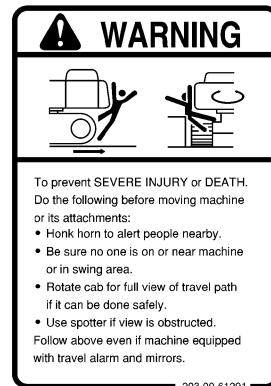 WARNING
To prevent SEVERE INJURY or DEATH.
Do the following before moving machine
or its attachments:
• Honk horn to alert people nearby.
• Be sure no one is on or near machine
or in swing area.
• Rotate cab for full view of travel path
if it can be done safely.
• Use spotter if view is obstructed.
Follow above even if machine equipped
with travel alarm and mirrors.
203-00-61291